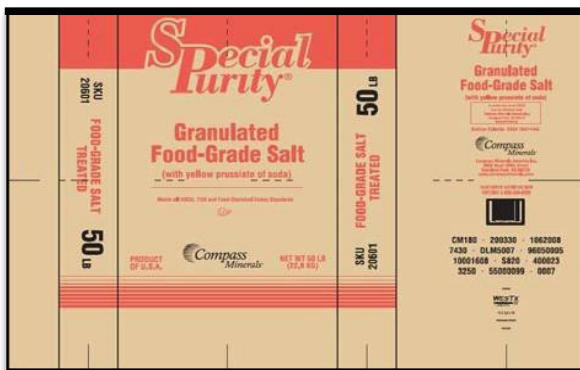 SKU
20601
FOOD-GRADE SALT
TREATED
50 LB
Special
Purity®
Granulated
Food-Grade Salt
(with yellow prussiate of soda)
PRODUCT
OF U.S.A.
Compass
Minerals
NET WT 50 LB
(22,6 KG)
50 LB
FOOD-GRADE SALT
TREATED
SKU
20601
Special
Purity®
Granulated
Food-Grade Salt
(with yellow prussiate of soda)
Compass
Minerals
CM180 · 200330 · 1062008
7430 · DLM5007 · 96050005
10001608 · S820 · 400023
3250 · 55000099 · 0007